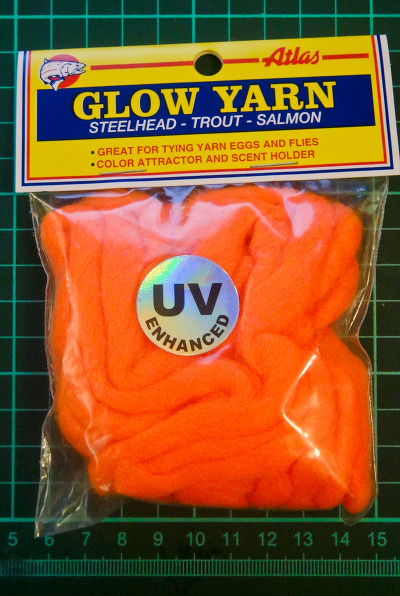 Atlas
GLOW YARN
STEELHEAD - TROUT - SALMON
• GREAT FOR TYING YARN EGGS AND FLIES
• COLOR ATTRACTOR AND SCENT HOLDER
UV
ENHANCED
5 6 7 8 9 10 11 12 13 14 15